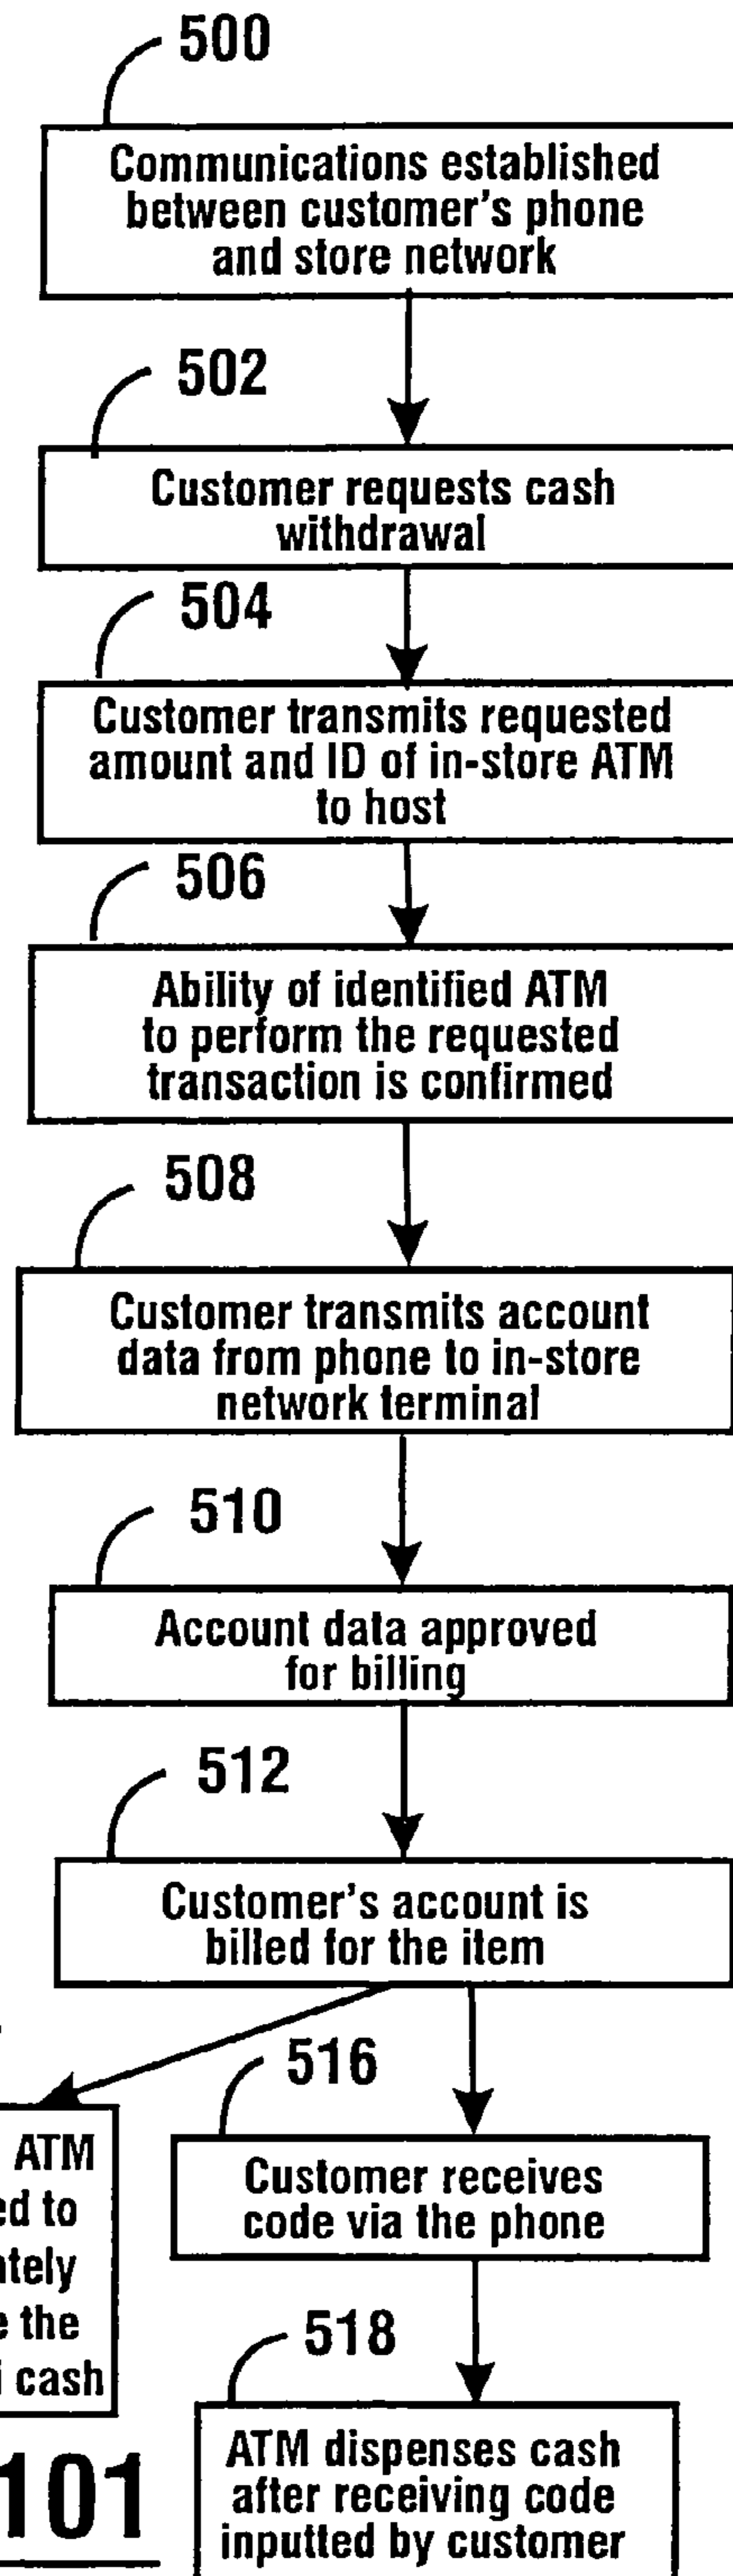 500
Communications established
between customer's phone
and store network
502
Customer requests cash
withdrawal
504
Customer transmits requested
amount and ID of in-store ATM
to host
506
Ability of identified ATM
to perform the requested
transaction is confirmed
508
Customer transmits account
data from phone to in-store
network terminal
510
Account data approved
for billing
512
Customer's account is
billed for the item
ATM
to
the
cash
516
Customer receives
code via the phone
518
ATM dispenses cash
after receiving code
inputted by customer
101